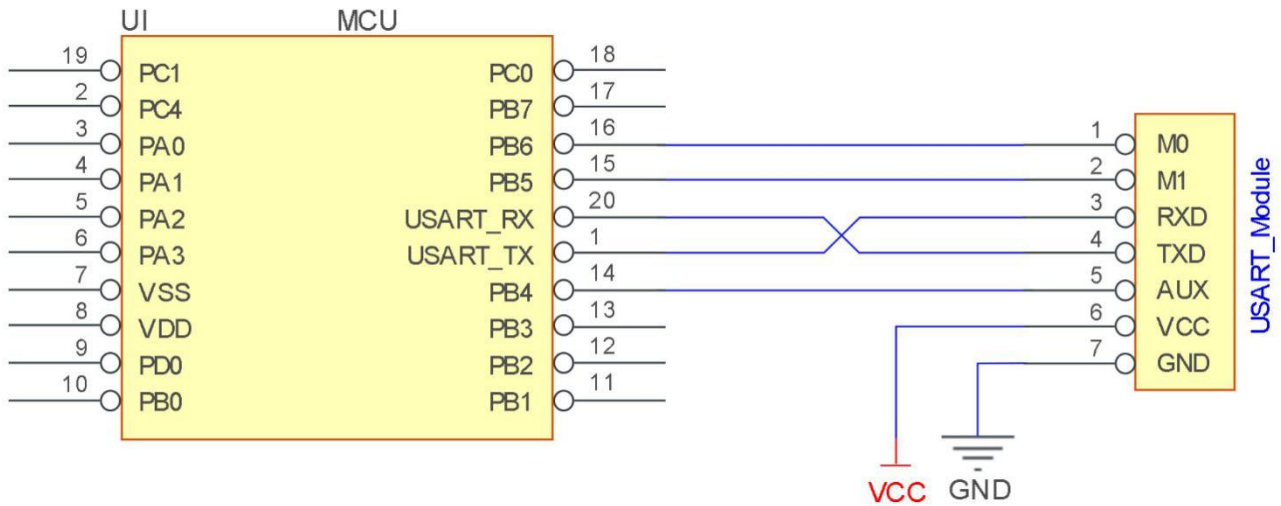 UI MCU
19 PC1 PC0 18
2 PC4 PB7 17
3 PA0 PB6 16 1 M0
4 PA1 PB5 15 2 M1
5 PA2 USART_RX 20 3 RXD
6 PA3 USART_TX 1 4 TXD
7 VSS PB4 14 5 AUX
8 VDD PB3 13 6 VCC
9 PD0 PB2 12 7 GND
10 PB0 PB1 11
USART_Module
VCC GND